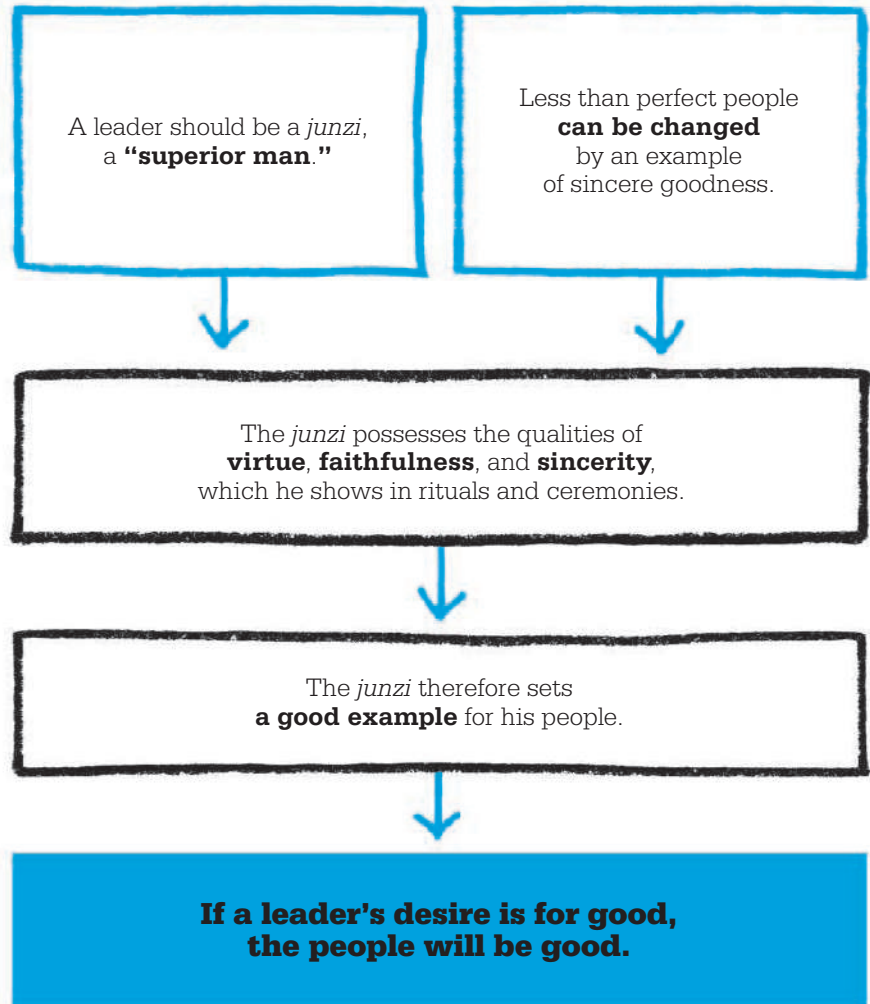 A leader should be a junzi,
a “superior man.”
Less than perfect people
can be changed
by an example
of sincere goodness.
The junzi possesses the qualities of
virtue, faithfulness, and sincerity,
which he shows in rituals and ceremonies.
The junzi therefore sets
a good example for his people.
If a leader’s desire is for good,
the people will be good.